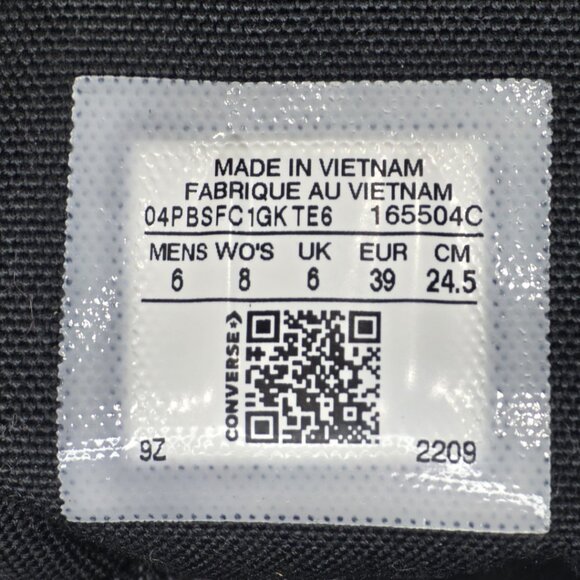 MADE IN VIETNAM
FABRIQUE AU VIETNAM
04PBSFC1GKTE6 165504C
MENS WO'S UK EUR CM
6 8 6 39 24.5
CONVERSE
9Z 2209